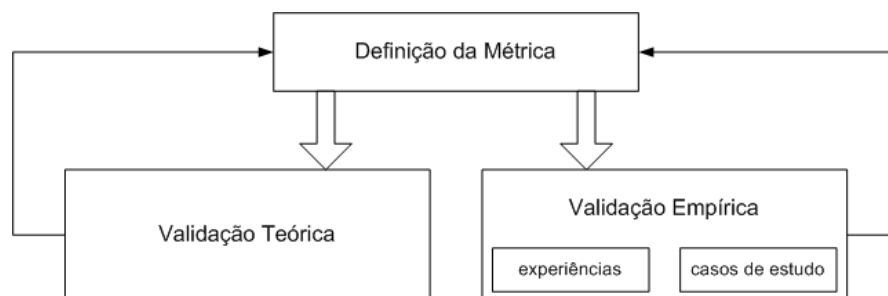 Definição da Métrica
Validação Teórica
Validação Empírica
experiências
casos de estudo